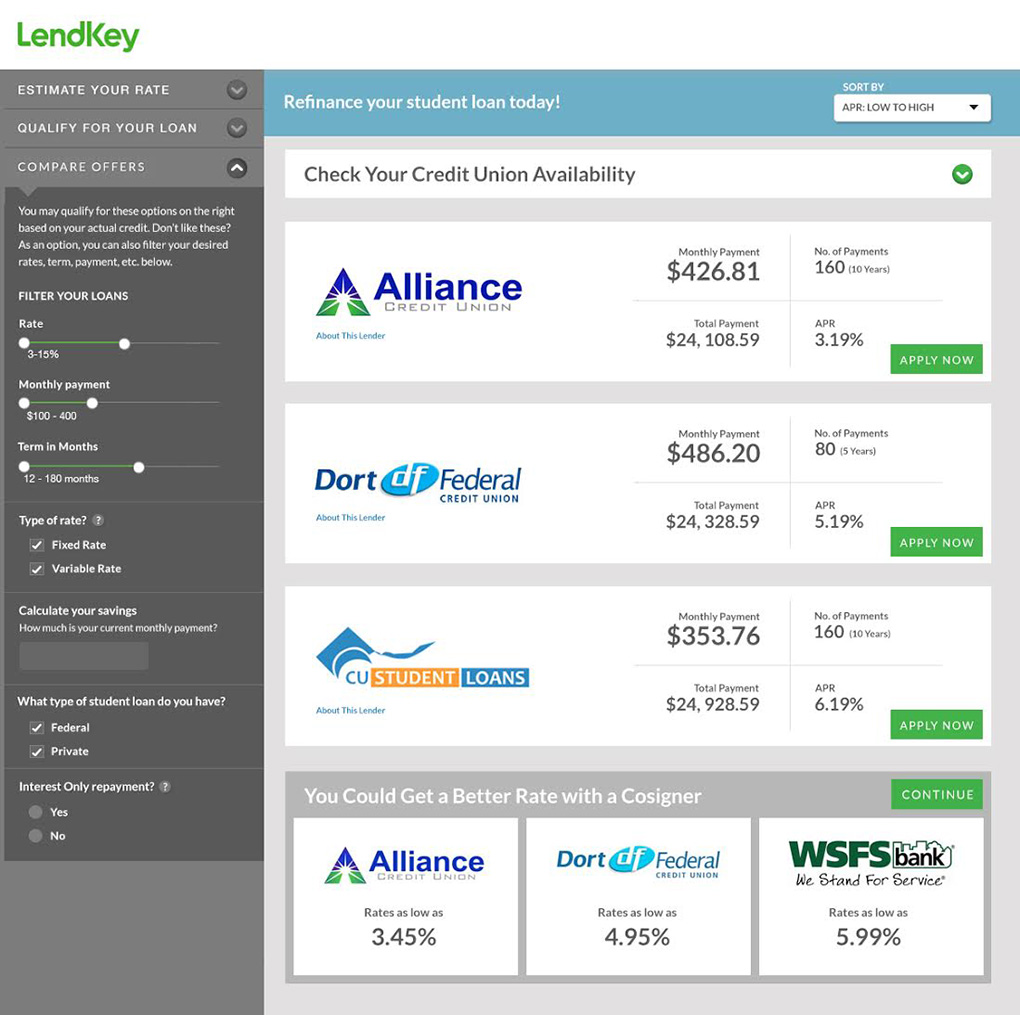 LendKey
ESTIMATE YOUR RATE
QUALIFY FOR YOUR LOAN
COMPARE OFFERS
You may qualify for these options on the right
based on your actual credit. Don't like these?
As an option, you can also filter your desired
rates, term, payment, etc. below.
FILTER YOUR LOANS
Rate
3-15%
Monthly payment
$100 - 400
Term in Months
12 - 180 months
Type of rate? ?
Fixed Rate
Variable Rate
Calculate your savings
How much is your current monthly payment?
What type of student loan do you have?
Federal
Private
Interest Only repayment? ?
Yes
No
Refinance your student loan today!
SORT BY
APR: LOW TO HIGH
Check Your Credit Union Availability
Alliance
CREDIT UNION
About This Lender
Monthly Payment
$426.81
No. of Payments
160 (10 Years)
Total Payment
$24, 108.59
APR
3.19%
APPLY NOW
Dort df Federal
CREDIT UNION
About This Lender
Monthly Payment
$486.20
No. of Payments
80 (5 Years)
Total Payment
$24, 328.59
APR
5.19%
APPLY NOW
CU STUDENT LOANS
About This Lender
Monthly Payment
$353.76
No. of Payments
160 (10 Years)
Total Payment
$24, 928.59
APR
6.19%
APPLY NOW
You Could Get a Better Rate with a Cosigner
CONTINUE
Alliance
CREDIT UNION
Rates as low as
3.45%
Dort df Federal
CREDIT UNION
Rates as low as
4.95%
WSFS bank
We Stand For Service®
Rates as low as
5.99%